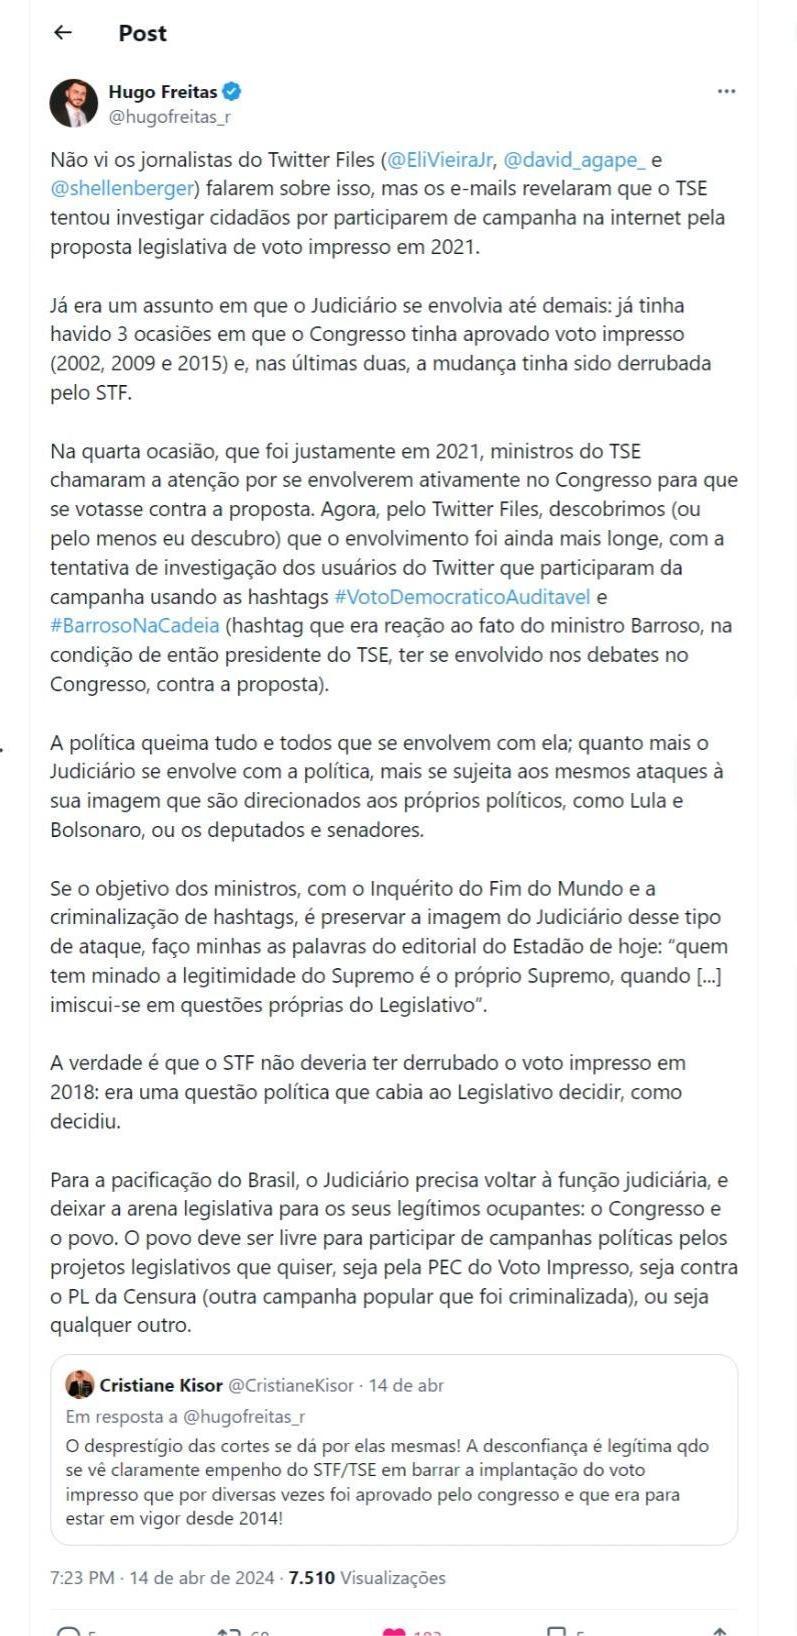 ← Post
Hugo Freitas
@hugofreitas_r
Não vi os jornalistas do Twitter Files (@EliVieiraJr, @david_agape_ e
@shellenberger) falarem sobre isso, mas os e-mails revelaram que o TSE
tentou investigar cidadãos por participarem de campanha na internet pela
proposta legislativa de voto impresso em 2021.
Já era um assunto em que o Judiciário se envolvia até demais: já tinha
havido 3 ocasiões em que o Congresso tinha aprovado voto impresso
(2002, 2009 e 2015) e, nas últimas duas, a mudança tinha sido derrubada
pelo STF.
Na quarta ocasião, que foi justamente em 2021, ministros do TSE
chamaram a atenção por se envolverem ativamente no Congresso para que
se votasse contra a proposta. Agora, pelo Twitter Files, descobrimos (ou
pelo menos eu descubro) que o envolvimento foi ainda mais longe, com a
tentativa de investigação dos usuários do Twitter que participaram da
campanha usando as hashtags #VotoDemocraticoAuditavel e
#BarrosoNaCadeia (hashtag que era reação ao fato do ministro Barroso, na
condição de então presidente do TSE, ter se envolvido nos debates no
Congresso, contra a proposta).
A política queima tudo e todos que se envolvem com ela; quanto mais o
Judiciário se envolve com a política, mais se sujeita aos mesmos ataques à
sua imagem que são direcionados aos próprios políticos, como Lula e
Bolsonaro, ou os deputados e senadores.
Se o objetivo dos ministros, com o Inquérito do Fim do Mundo e a
criminalização de hashtags, é preservar a imagem do Judiciário desse tipo
de ataque, faço minhas as palavras do editorial do Estadão de hoje: “quem
tem minado a legitimidade do Supremo é o próprio Supremo, quando [...]
imiscui-se em questões próprias do Legislativo”.
A verdade é que o STF não deveria ter derrubado o voto impresso em
2018: era uma questão política que cabia ao Legislativo decidir, como
decidiu.
Para a pacificação do Brasil, o Judiciário precisa voltar à função judiciária, e
deixar a arena legislativa para os seus legítimos ocupantes: o Congresso e
o povo. O povo deve ser livre para participar de campanhas políticas pelos
projetos legislativos que quiser, seja pela PEC do Voto Impresso, seja contra
o PL da Censura (outra campanha popular que foi criminalizada), ou seja
qualquer outro.
Cristiane Kisor @CristianeKisor · 14 de abr
Em resposta a @hugofreitas_r
O desprestígio das cortes se dá por elas mesmas! A desconfiança é legítima qdo
se vê claramente empenho do STF/TSE em barrar a implantação do voto
impresso que por diversas vezes foi aprovado pelo congresso e que era para
estar em vigor desde 2014!
7:23 PM · 14 de abr de 2024 · 7.510 Visualizações